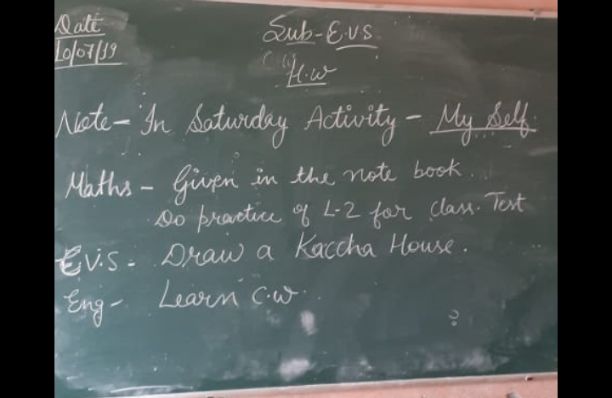 Date
10/07/19
Sub-E.V.S
H.W
Note- In Saturday Activity - My Self.
Maths - Given in the note book.
Do practice of L-2 for class. Test
E.V.S - Draw a Kaccha House.
Eng- Learn C.W.